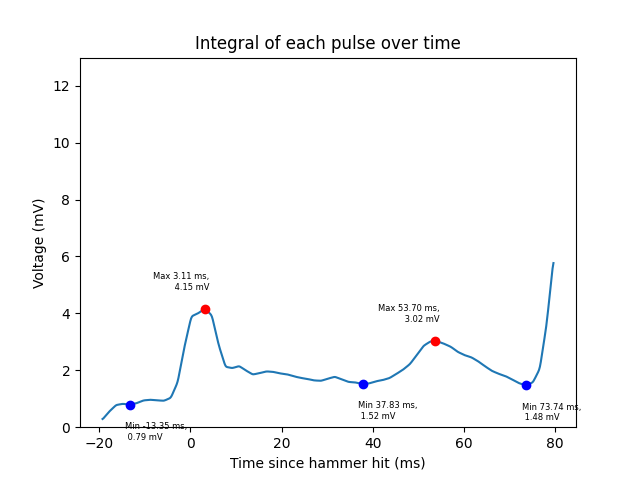 Integral of each pulse over time
12
10
8
6
4
2
0
Voltage (mV)
Max 3.11 ms,
4.15 mV
Max 53.70 ms,
3.02 mV
Min -13.35 ms,
0.79 mV
Min 37.83 ms,
1.52 mV
Min 73.74 ms,
1.48 mV
−20 0 20 40 60 80
Time since hammer hit (ms)